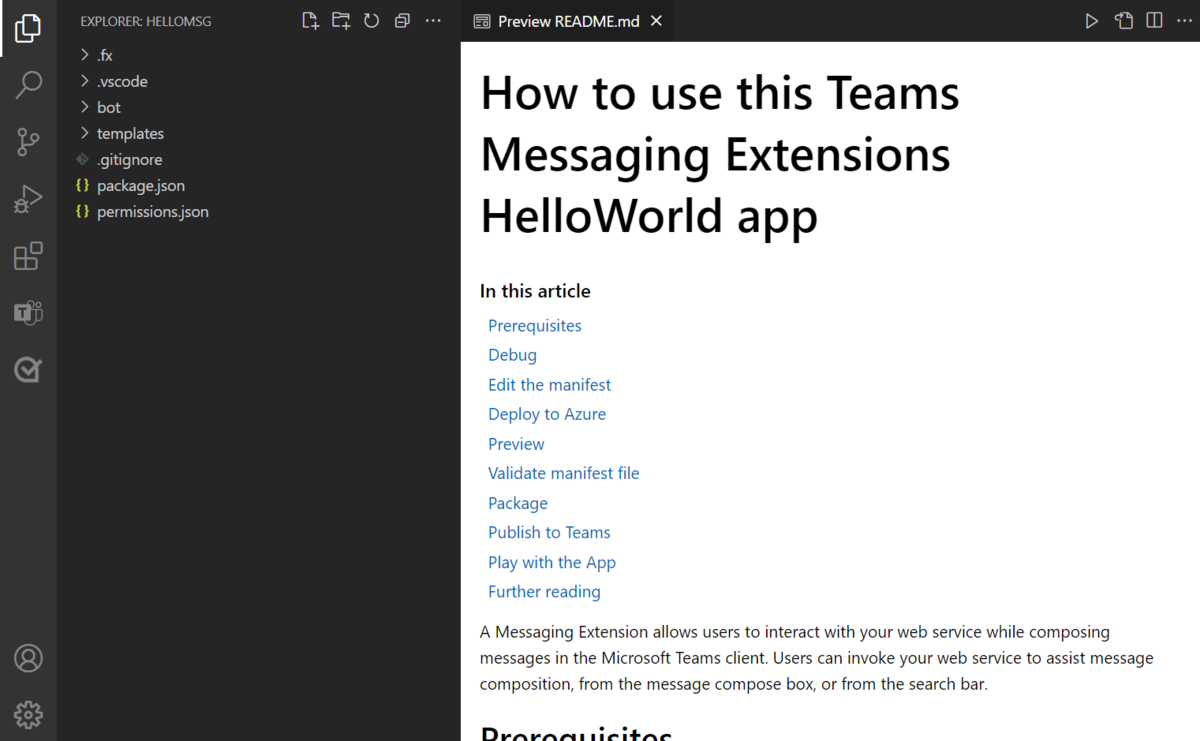 EXPLORER: HELLOMSG
.fx
.vscode
bot
templates
.gitignore
{} package.json
{} permissions.json
Preview README.md
How to use this Teams
Messaging Extensions
HelloWorld app
In this article
Prerequisites
Debug
Edit the manifest
Deploy to Azure
Preview
Validate manifest file
Package
Publish to Teams
Play with the App
Further reading
A Messaging Extension allows users to interact with your web service while composing
messages in the Microsoft Teams client. Users can invoke your web service to assist message
composition, from the message compose box, or from the search bar.
Prerequisites